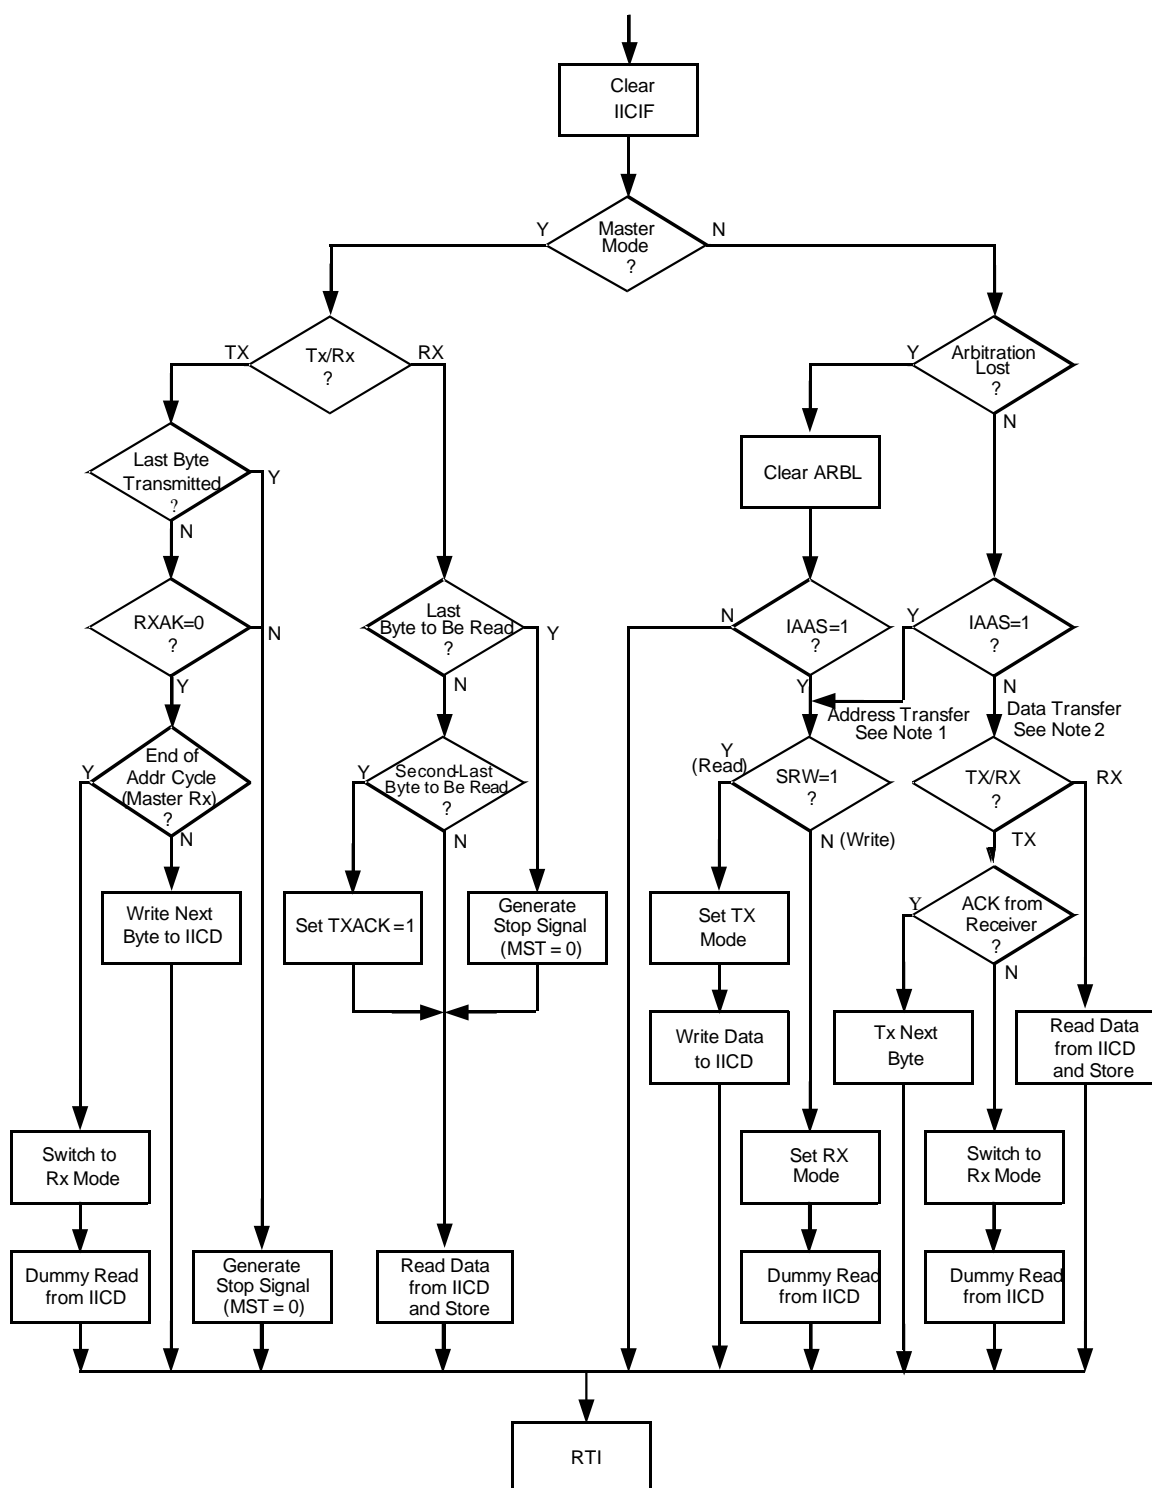 Clear
IICIF
Master
Mode
?
Y
N
Tx/Rx
?
TX
RX
Arbitration
Lost
?
Y
N
Last Byte
Transmitted
?
Y
N
Clear ARBL
RXAK=0
?
N
Y
Last
Byte to Be Read
?
Y
N
IAAS=1
?
N
Y
IAAS=1
?
Y
N
Address Transfer
See Note 1
Data Transfer
See Note 2
End of
Addr Cycle
(Master Rx)
?
Y
N
Second-Last
Byte to Be Read
?
Y
N
Y
(Read)
SRW=1
?
N (Write)
TX/RX
?
RX
TX
Write Next
Byte to IICD
Set TXACK =1
Generate
Stop Signal
(MST = 0)
Set TX
Mode
Y
ACK from
Receiver
?
N
Write Data
to IICD
Tx Next
Byte
Read Data
from IICD
and Store
Switch to
Rx Mode
Set RX
Mode
Switch to
Rx Mode
Dummy Read
from IICD
Generate
Stop Signal
(MST = 0)
Read Data
from IICD
and Store
Dummy Read
from IICD
Dummy Read
from IICD
RTI